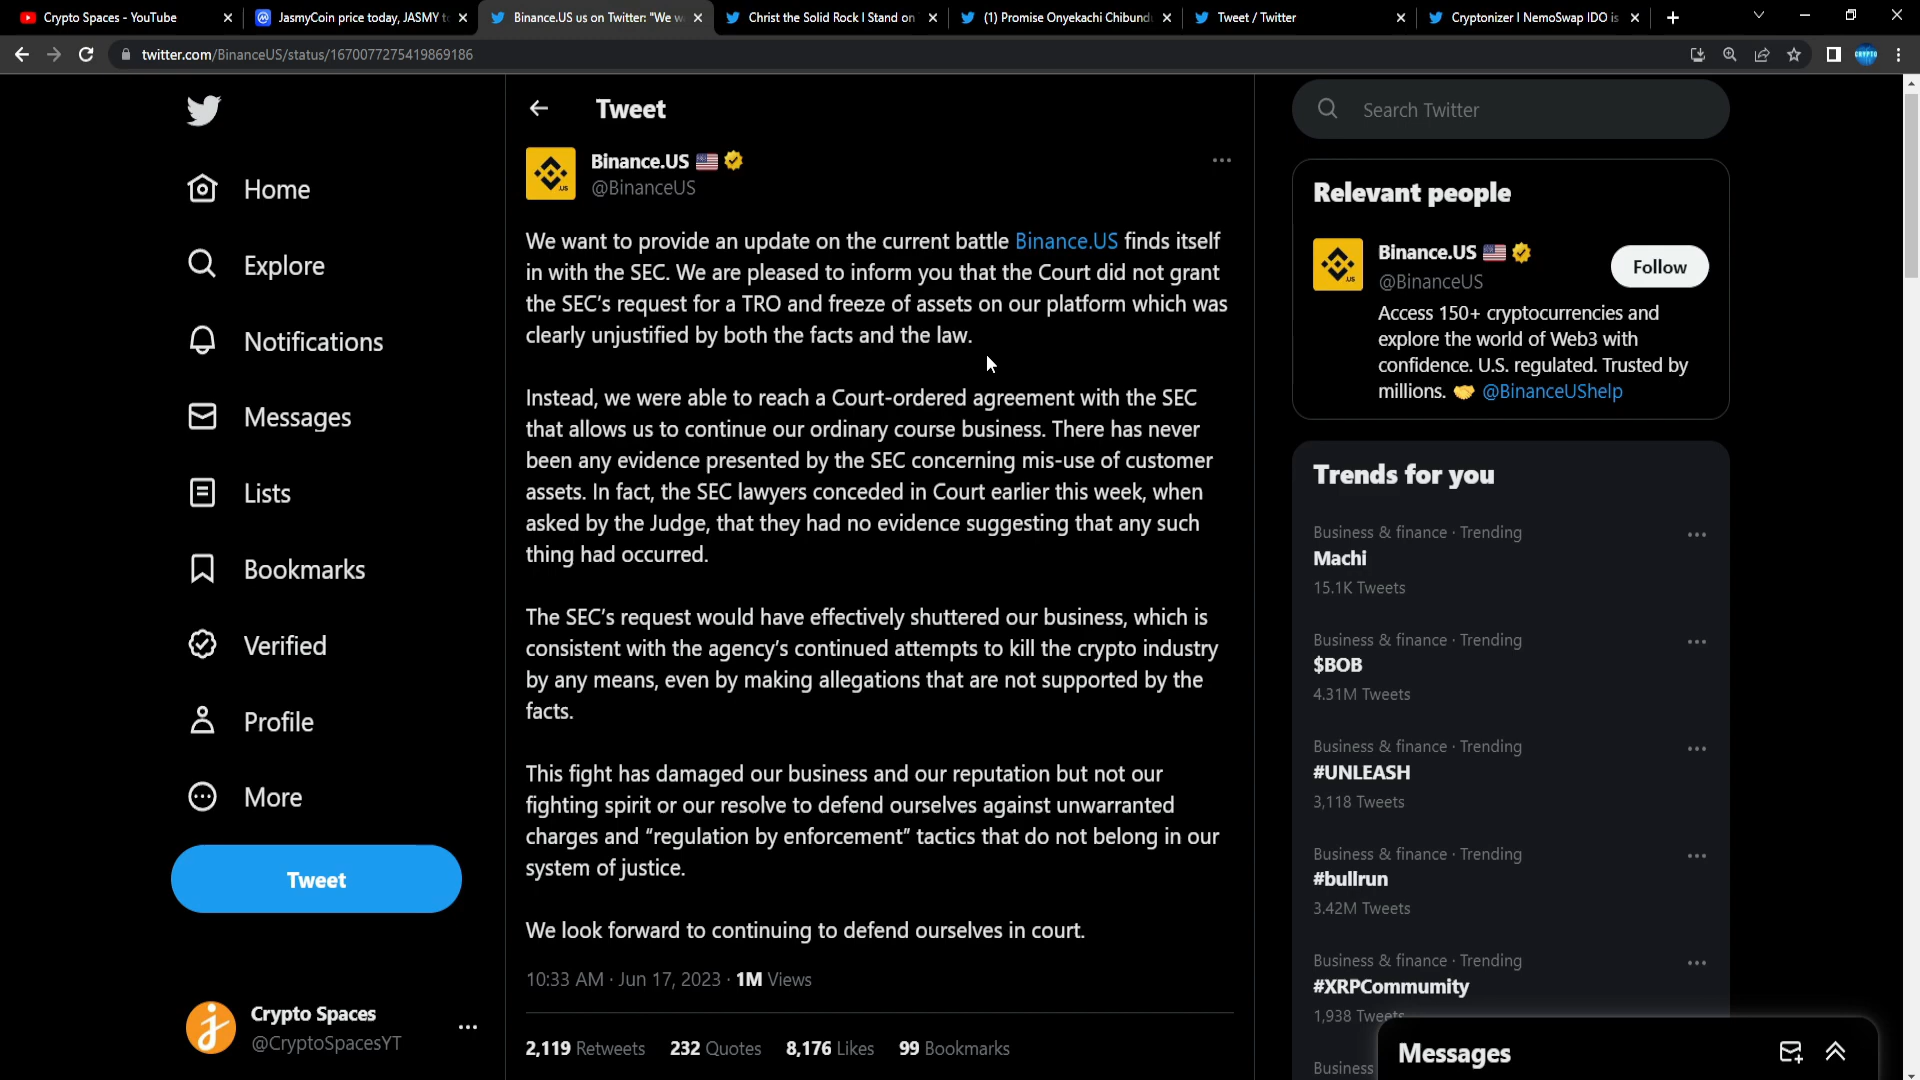 Crypto Spaces - YouTube
JasmyCoin price today, JASMY t
Binance.US us on Twitter: "We w
Christ the Solid Rock I Stand on
(1) Promise Onyekachi Chibund
Tweet / Twitter
Cryptonizer I NemoSwap IDO is
twitter.com/BinanceUS/status/1670077275419869186
Home
Explore
Notifications
Messages
Lists
Bookmarks
Verified
Profile
More
Tweet
Crypto Spaces
@CryptoSpacesYT
Tweet
Binance.US
@BinanceUS
We want to provide an update on the current battle Binance.US finds itself
in with the SEC. We are pleased to inform you that the Court did not grant
the SEC's request for a TRO and freeze of assets on our platform which was
clearly unjustified by both the facts and the law.
Instead, we were able to reach a Court-ordered agreement with the SEC
that allows us to continue our ordinary course business. There has never
been any evidence presented by the SEC concerning mis-use of customer
assets. In fact, the SEC lawyers conceded in Court earlier this week, when
asked by the Judge, that they had no evidence suggesting that any such
thing had occurred.
The SEC's request would have effectively shuttered our business, which is
consistent with the agency's continued attempts to kill the crypto industry
by any means, even by making allegations that are not supported by the
facts.
This fight has damaged our business and our reputation but not our
fighting spirit or our resolve to defend ourselves against unwarranted
charges and “regulation by enforcement” tactics that do not belong in our
system of justice.
We look forward to continuing to defend ourselves in court.
10:33 AM · Jun 17, 2023 · 1M Views
2,119 Retweets 232 Quotes 8,176 Likes 99 Bookmarks
Search Twitter
Relevant people
Binance.US
@BinanceUS
Follow
Access 150+ cryptocurrencies and
explore the world of Web3 with
confidence. U.S. regulated. Trusted by
millions. 🤝 @BinanceUShelp
Trends for you
Business & finance · Trending
Machi
15.1K Tweets
Business & finance · Trending
$BOB
4.31M Tweets
Business & finance · Trending
#UNLEASH
3,118 Tweets
Business & finance · Trending
#bullrun
3.42M Tweets
Business & finance · Trending
#XRPCommumity
1,938 Tweets
Business
Messages